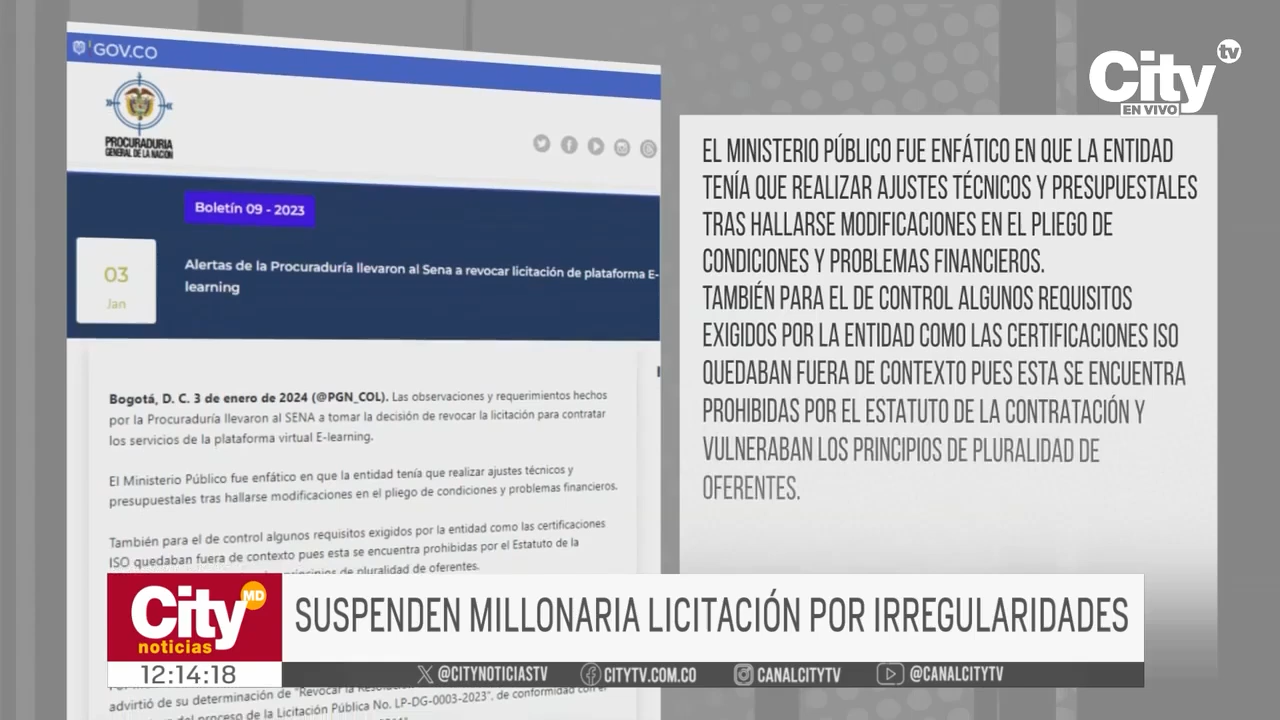 GOV.CO
PROCURADURIA
GENERAL DE LA NACION
Boletín 09 - 2023
03
Jan
Alertas de la Procuraduría llevaron al Sena a revocar licitación de plataforma E-
learning
Bogotá, D. C. 3 de enero de 2024 (@PGN_COL). Las observaciones y requerimientos hechos
por la Procuraduría llevaron al SENA a tomar la decisión de revocar la licitación para contratar
los servicios de la plataforma virtual E-learning.
El Ministerio Público fue enfático en que la entidad tenía que realizar ajustes técnicos y
presupuestales tras hallarse modificaciones en el pliego de condiciones y problemas financieros.
También para el de control algunos requisitos exigidos por la entidad como las certificaciones
ISO quedaban fuera de contexto pues esta se encuentra prohibidas por el Estatuto de la
principios de pluralidad de oferentes.
advirtió de su determinación de "Revocar la
del proceso de la Licitación Pública No. LP-DG-0003-2023", de conformidad con el
City tv
EN VIVO
EL MINISTERIO PÚBLICO FUE ENFÁTICO EN QUE LA ENTIDAD
TENÍA QUE REALIZAR AJUSTES TÉCNICOS Y PRESUPUESTALES
TRAS HALLARSE MODIFICACIONES EN EL PLIEGO DE
CONDICIONES Y PROBLEMAS FINANCIEROS.
TAMBIÉN PARA EL DE CONTROL ALGUNOS REQUISITOS
EXIGIDOS POR LA ENTIDAD COMO LAS CERTIFICACIONES ISO
QUEDABAN FUERA DE CONTEXTO PUES ESTA SE ENCUENTRA
PROHIBIDAS POR EL ESTATUTO DE LA CONTRATACIÓN Y
VULNERABAN LOS PRINCIPIOS DE PLURALIDAD DE
OFERENTES.
City MD
noticias
12:14:18
SUSPENDEN MILLONARIA LICITACIÓN POR IRREGULARIDADES
@CITYNOTICIASTV CITYTV.COM.CO CANALCITYTV @CANALCITYTV